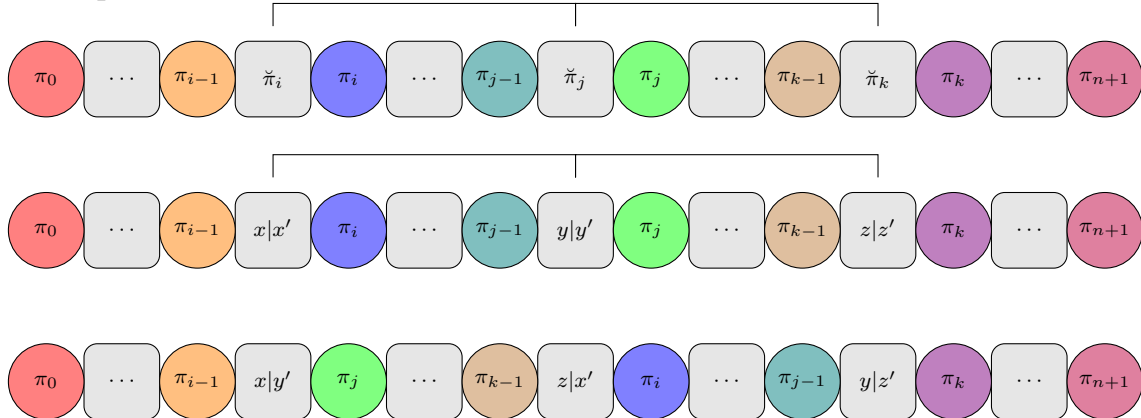 π₀ ⋯ πᵢ₋₁ π̆ᵢ πᵢ ⋯ πⱼ₋₁ π̆ⱼ πⱼ ⋯ πₖ₋₁ π̆ₖ πₖ ⋯ πₙ₊₁
π₀ ⋯ πᵢ₋₁ x|x′ πᵢ ⋯ πⱼ₋₁ y|y′ πⱼ ⋯ πₖ₋₁ z|z′ πₖ ⋯ πₙ₊₁
π₀ ⋯ πᵢ₋₁ x|y′ πⱼ ⋯ πₖ₋₁ z|x′ πᵢ ⋯ πⱼ₋₁ y|z′ πₖ ⋯ πₙ₊₁